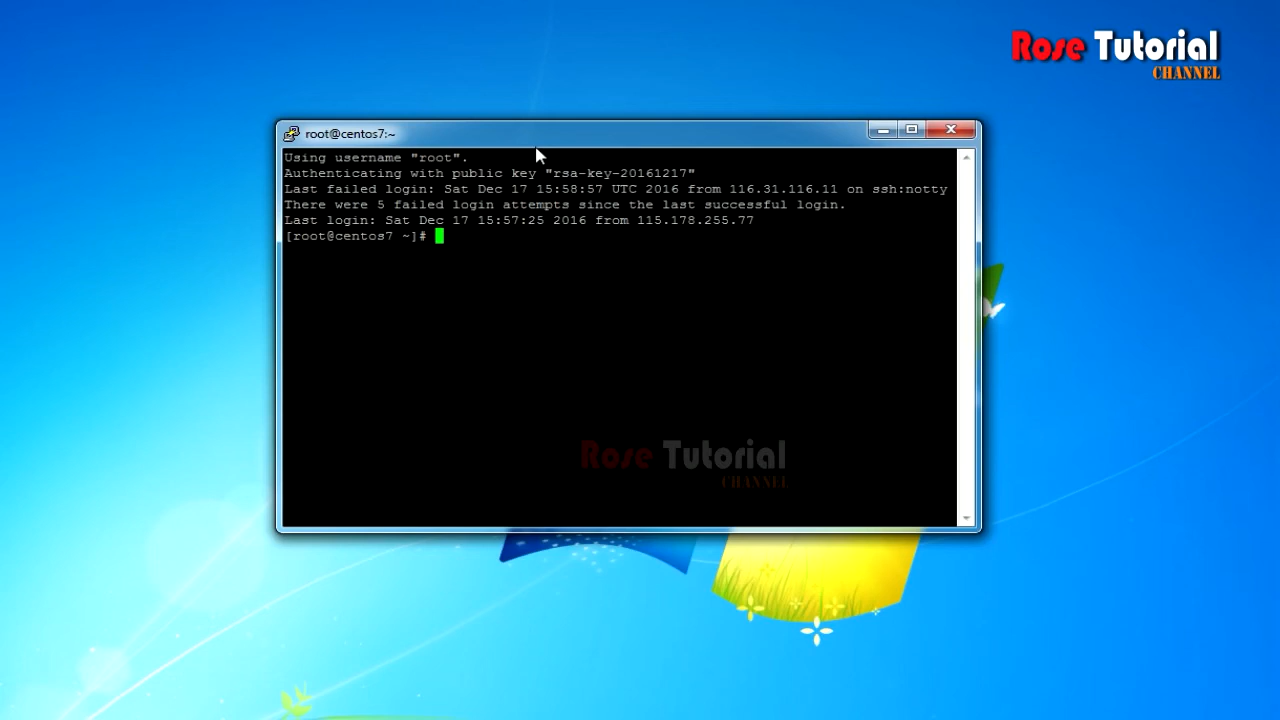 Rose Tutorial
CHANNEL
root@centos7:~
Using username "root".
Authenticating with public key "rsa-key-20161217"
Last failed login: Sat Dec 17 15:58:57 UTC 2016 from 116.31.116.11 on ssh:notty
There were 5 failed login attempts since the last successful login.
Last login: Sat Dec 17 15:57:25 2016 from 115.178.255.77
[root@centos7 ~]#
Rose Tutorial
CHANNEL